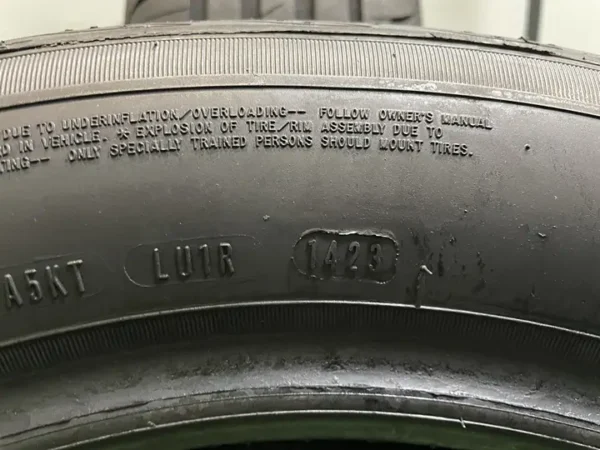 DUE TO UNDERINFLATION/OVERLOADING-- FOLLOW OWNER'S MANUAL
IN VEHICLE. * EXPLOSION OF TIRE/RIM ASSEMBLY DUE TO
ONLY SPECIALLY TRAINED PERSONS SHOULD MOUNT TIRES.
A5KT LU1R 1423